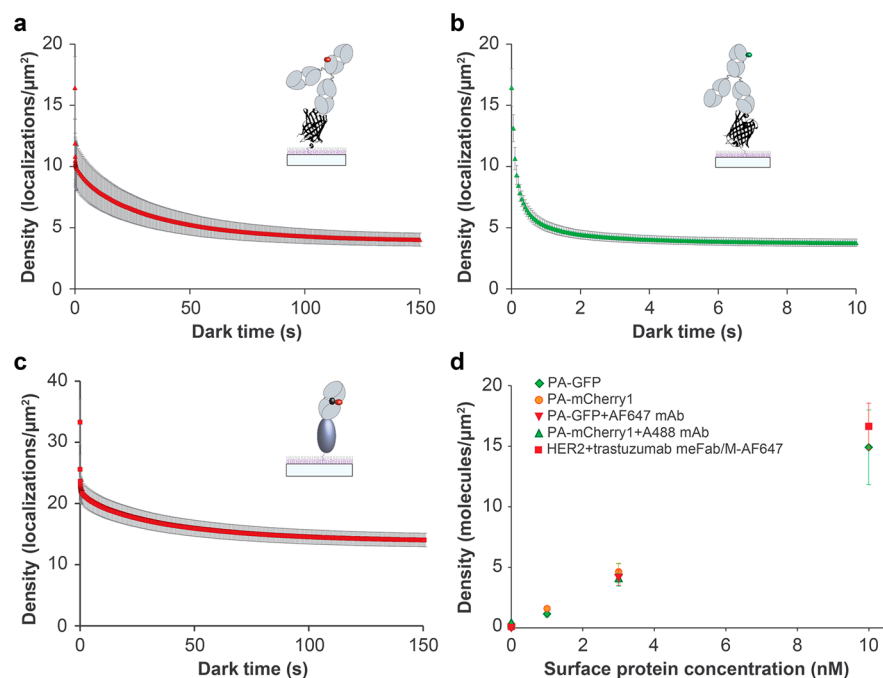 a
20
15
10
5
0
0
50
100
150
Density (localizations/µm²)
Dark time (s)
b
20
15
10
5
0
0
2
4
6
8
10
Density (localizations/µm²)
Dark time (s)
c
40
30
20
10
0
0
50
100
150
Density (localizations/µm²)
Dark time (s)
d
20
15
10
5
0
0
2
4
6
8
10
PA-GFP
PA-mCherry1
PA-GFP+AF647 mAb
PA-mCherry1+A488 mAb
HER2+trastuzumab meFab/M-AF647
Density (molecules/µm²)
Surface protein concentration (nM)